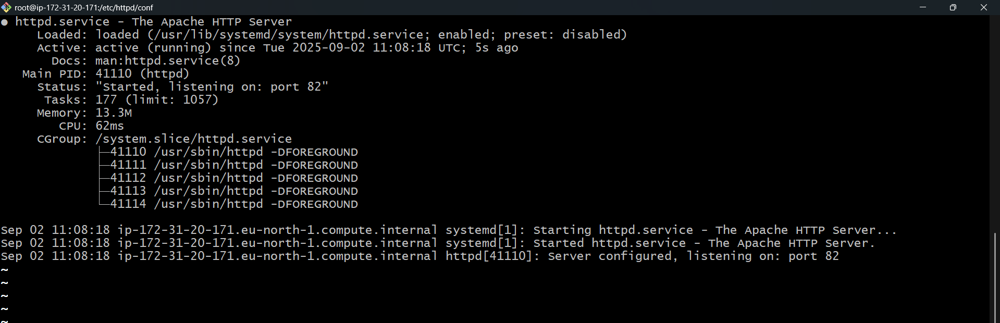 root@ip-172-31-20-171:/etc/httpd/conf
● httpd.service - The Apache HTTP Server
     Loaded: loaded (/usr/lib/systemd/system/httpd.service; enabled; preset: disabled)
     Active: active (running) since Tue 2025-09-02 11:08:18 UTC; 5s ago
       Docs: man:httpd.service(8)
   Main PID: 41110 (httpd)
     Status: "Started, listening on: port 82"
      Tasks: 177 (limit: 1057)
     Memory: 13.3M
        CPU: 62ms
     CGroup: /system.slice/httpd.service
             ├─41110 /usr/sbin/httpd -DFOREGROUND
             ├─41111 /usr/sbin/httpd -DFOREGROUND
             ├─41112 /usr/sbin/httpd -DFOREGROUND
             ├─41113 /usr/sbin/httpd -DFOREGROUND
             └─41114 /usr/sbin/httpd -DFOREGROUND
Sep 02 11:08:18 ip-172-31-20-171.eu-north-1.compute.internal systemd[1]: Starting httpd.service - The Apache HTTP Server...
Sep 02 11:08:18 ip-172-31-20-171.eu-north-1.compute.internal systemd[1]: Started httpd.service - The Apache HTTP Server.
Sep 02 11:08:18 ip-172-31-20-171.eu-north-1.compute.internal httpd[41110]: Server configured, listening on: port 82
~
~
~
~
~